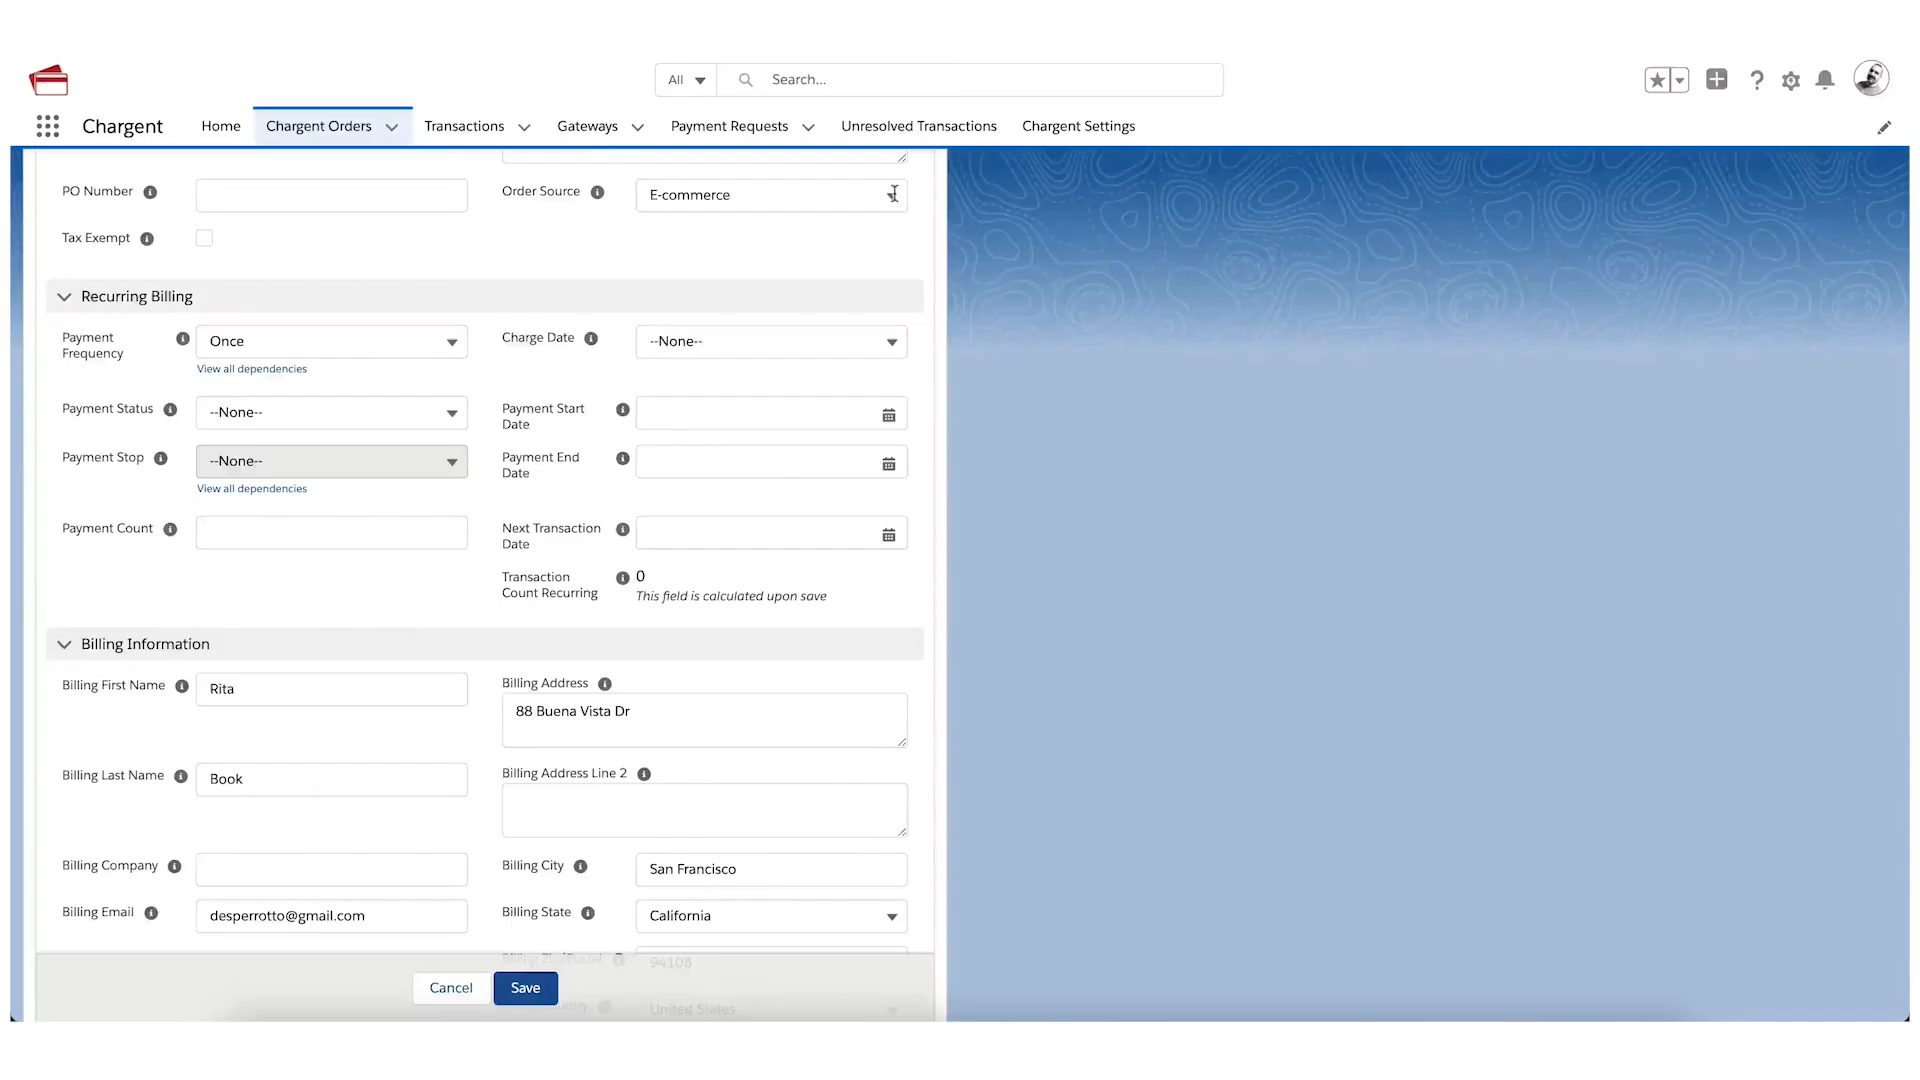 All
Search...
Chargent
Home
Chargent Orders
Transactions
Gateways
Payment Requests
Unresolved Transactions
Chargent Settings
PO Number
Order Source
E-commerce
Tax Exempt
Recurring Billing
Payment
Frequency
Once
View all dependencies
Charge Date
--None--
Payment Status
--None--
Payment Start
Date
Payment Stop
--None--
View all dependencies
Payment End
Date
Payment Count
Next Transaction
Date
Transaction
Count Recurring
0
This field is calculated upon save
Billing Information
Billing First Name
Rita
Billing Address
88 Buena Vista Dr
Billing Last Name
Book
Billing Address Line 2
Billing Company
Billing City
San Francisco
Billing Email
desperrotto@gmail.com
Billing State
California
94108
Cancel
Save
United States